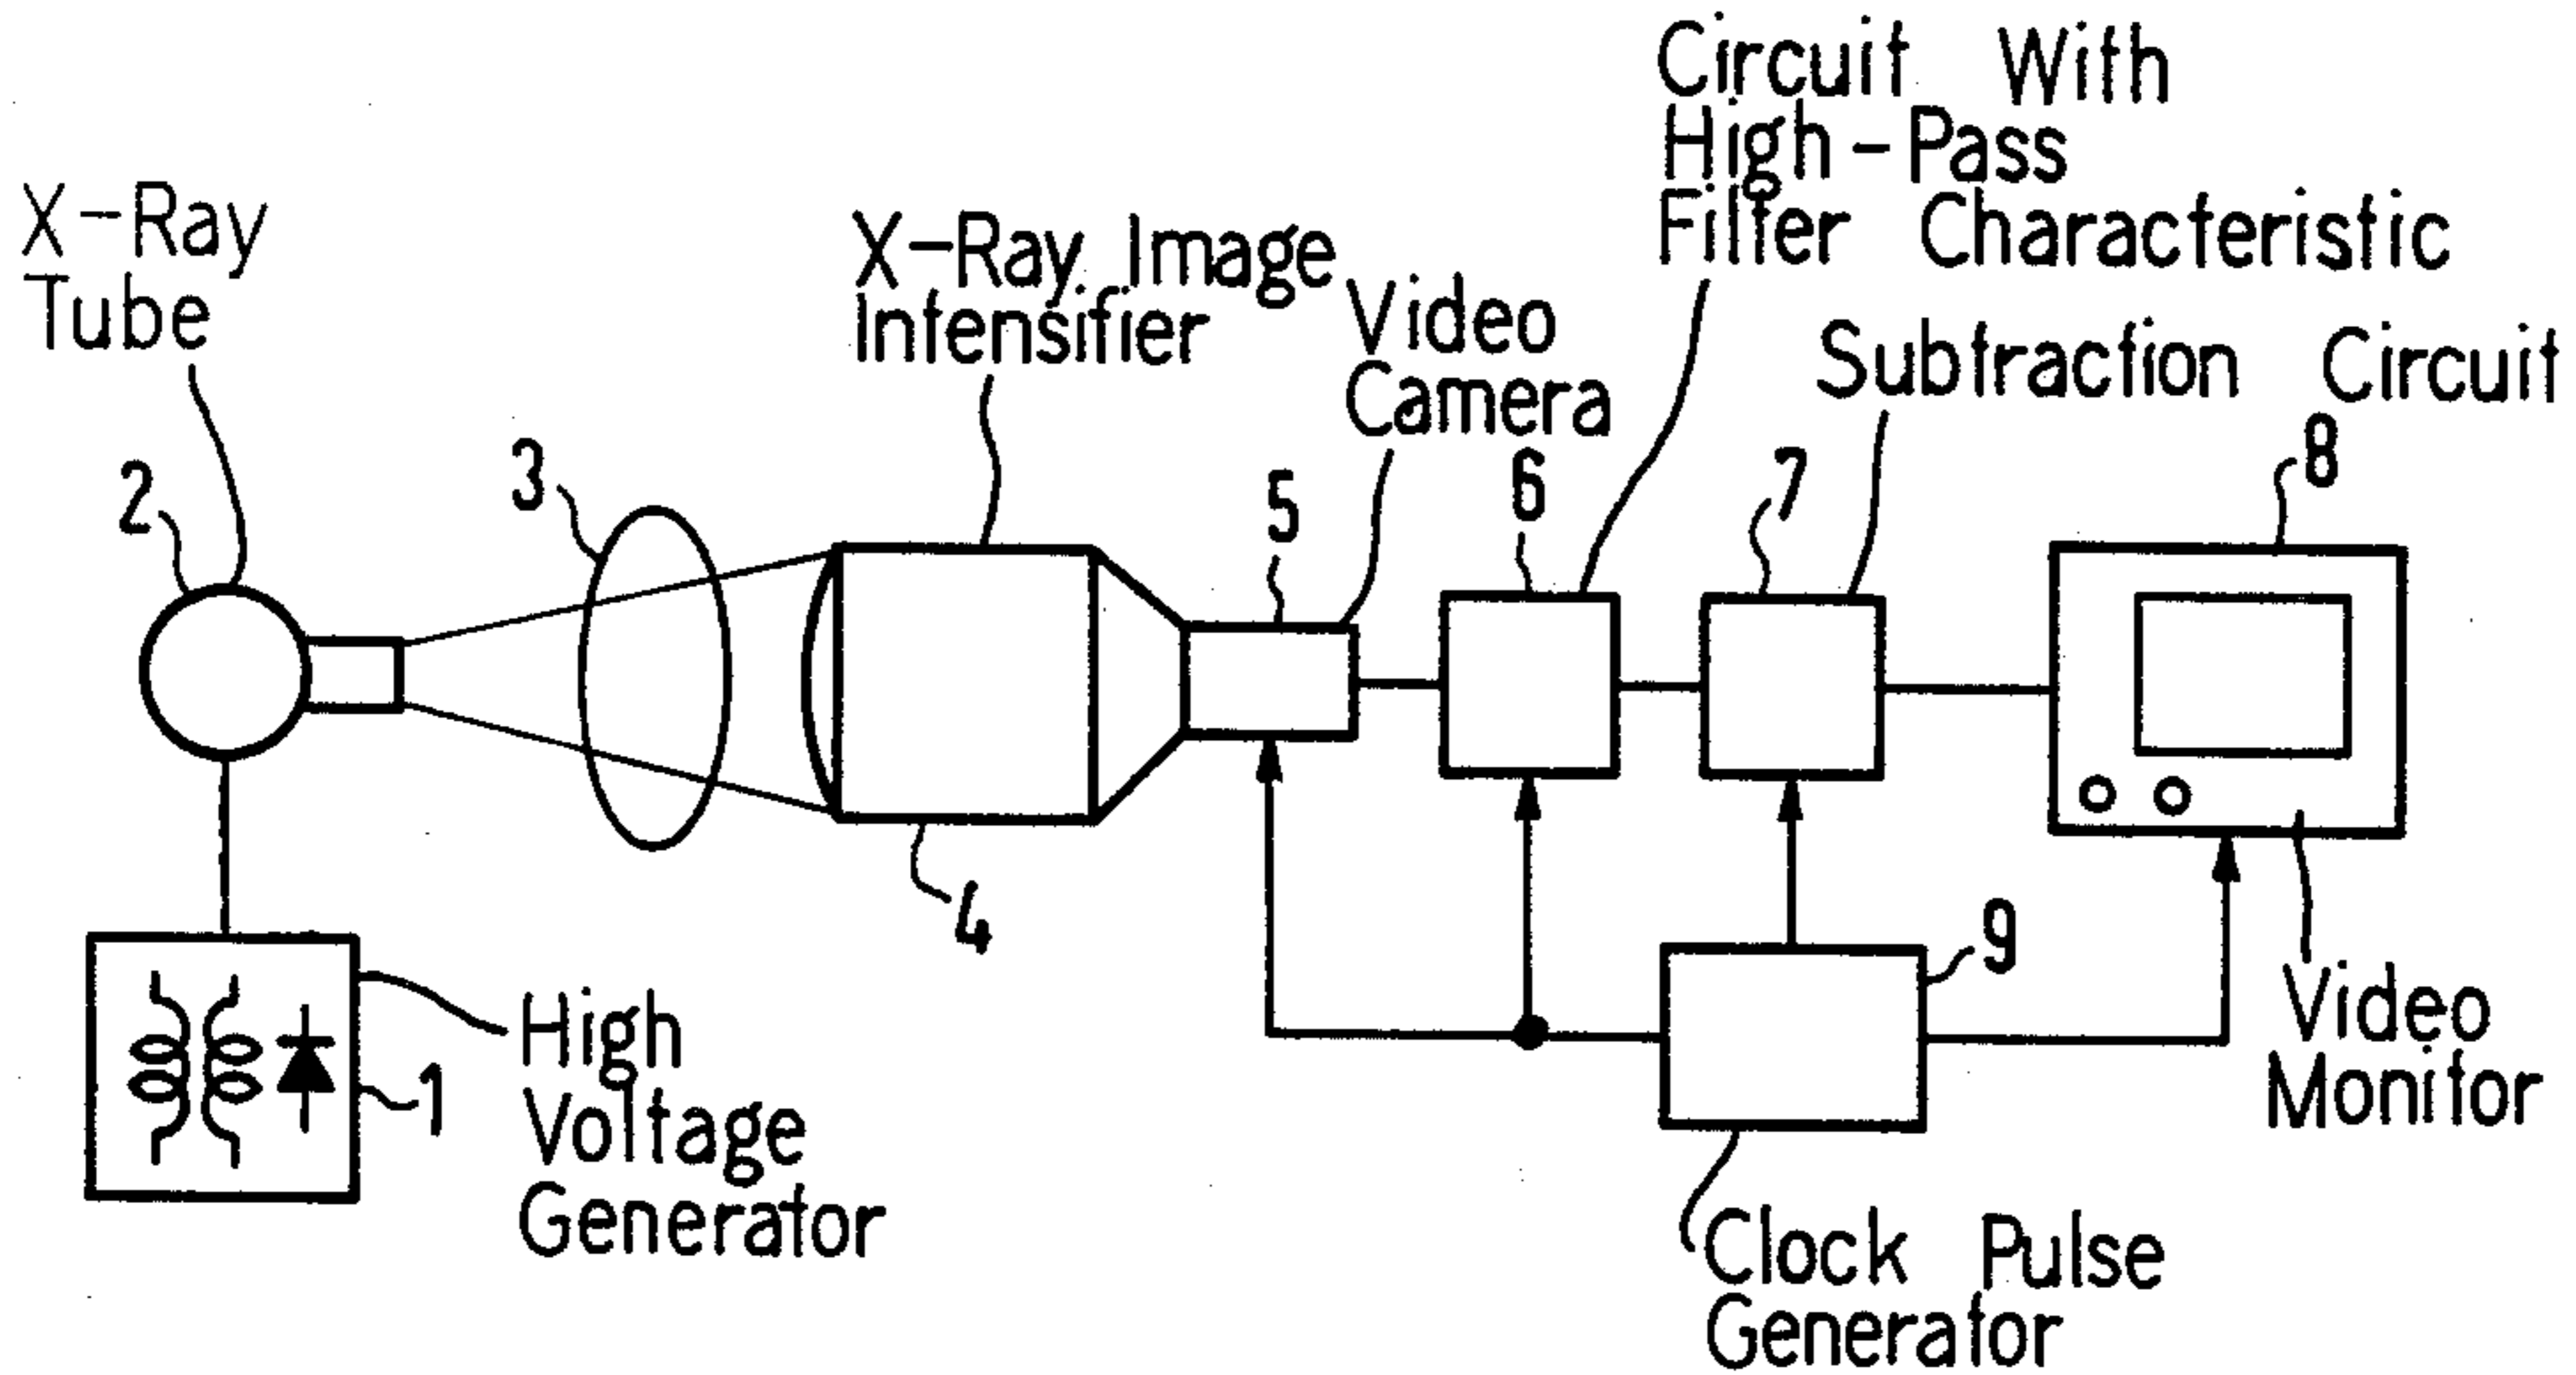 Circuit With
High-Pass
Filter Characteristic
X-Ray
Tube
X-Ray Image
Intensifier
Video
Camera
Subtraction Circuit
2
3
5
6
7
8
4
9
High
Voltage
Generator
1
Video
Monitor
Clock Pulse
Generator